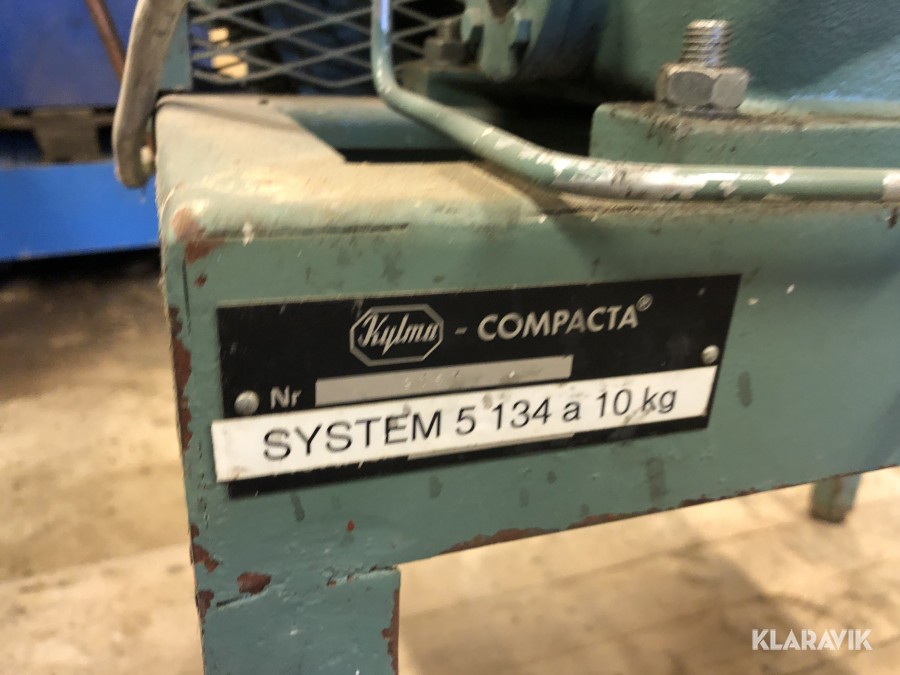 Kylma - COMPACTA®
Nr
SYSTEM 5 134 a 10 kg
KLARAVIK